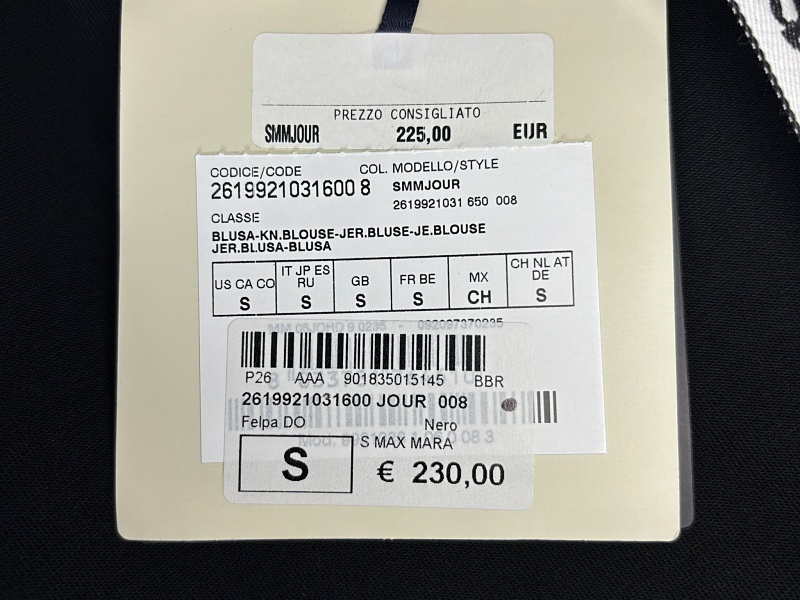 PREZZO CONSIGLIATO
SMMJOUR 225,00 EUR
CODICE/CODE COL. MODELLO/STYLE
2619921031600 8 SMMJOUR
2619921031 650 008
CLASSE
BLUSA-KN.BLOUSE-JER.BLUSE-JE.BLOUSE
JER.BLUSA-BLUSA
US CA CO IT JP ES RU GB FR BE MX CH NL AT DE
S S S S CH S
P26 AAA 901835015145 BBR
2619921031600 JOUR 008
Felpa DO Nero
S MAX MARA
S € 230,00